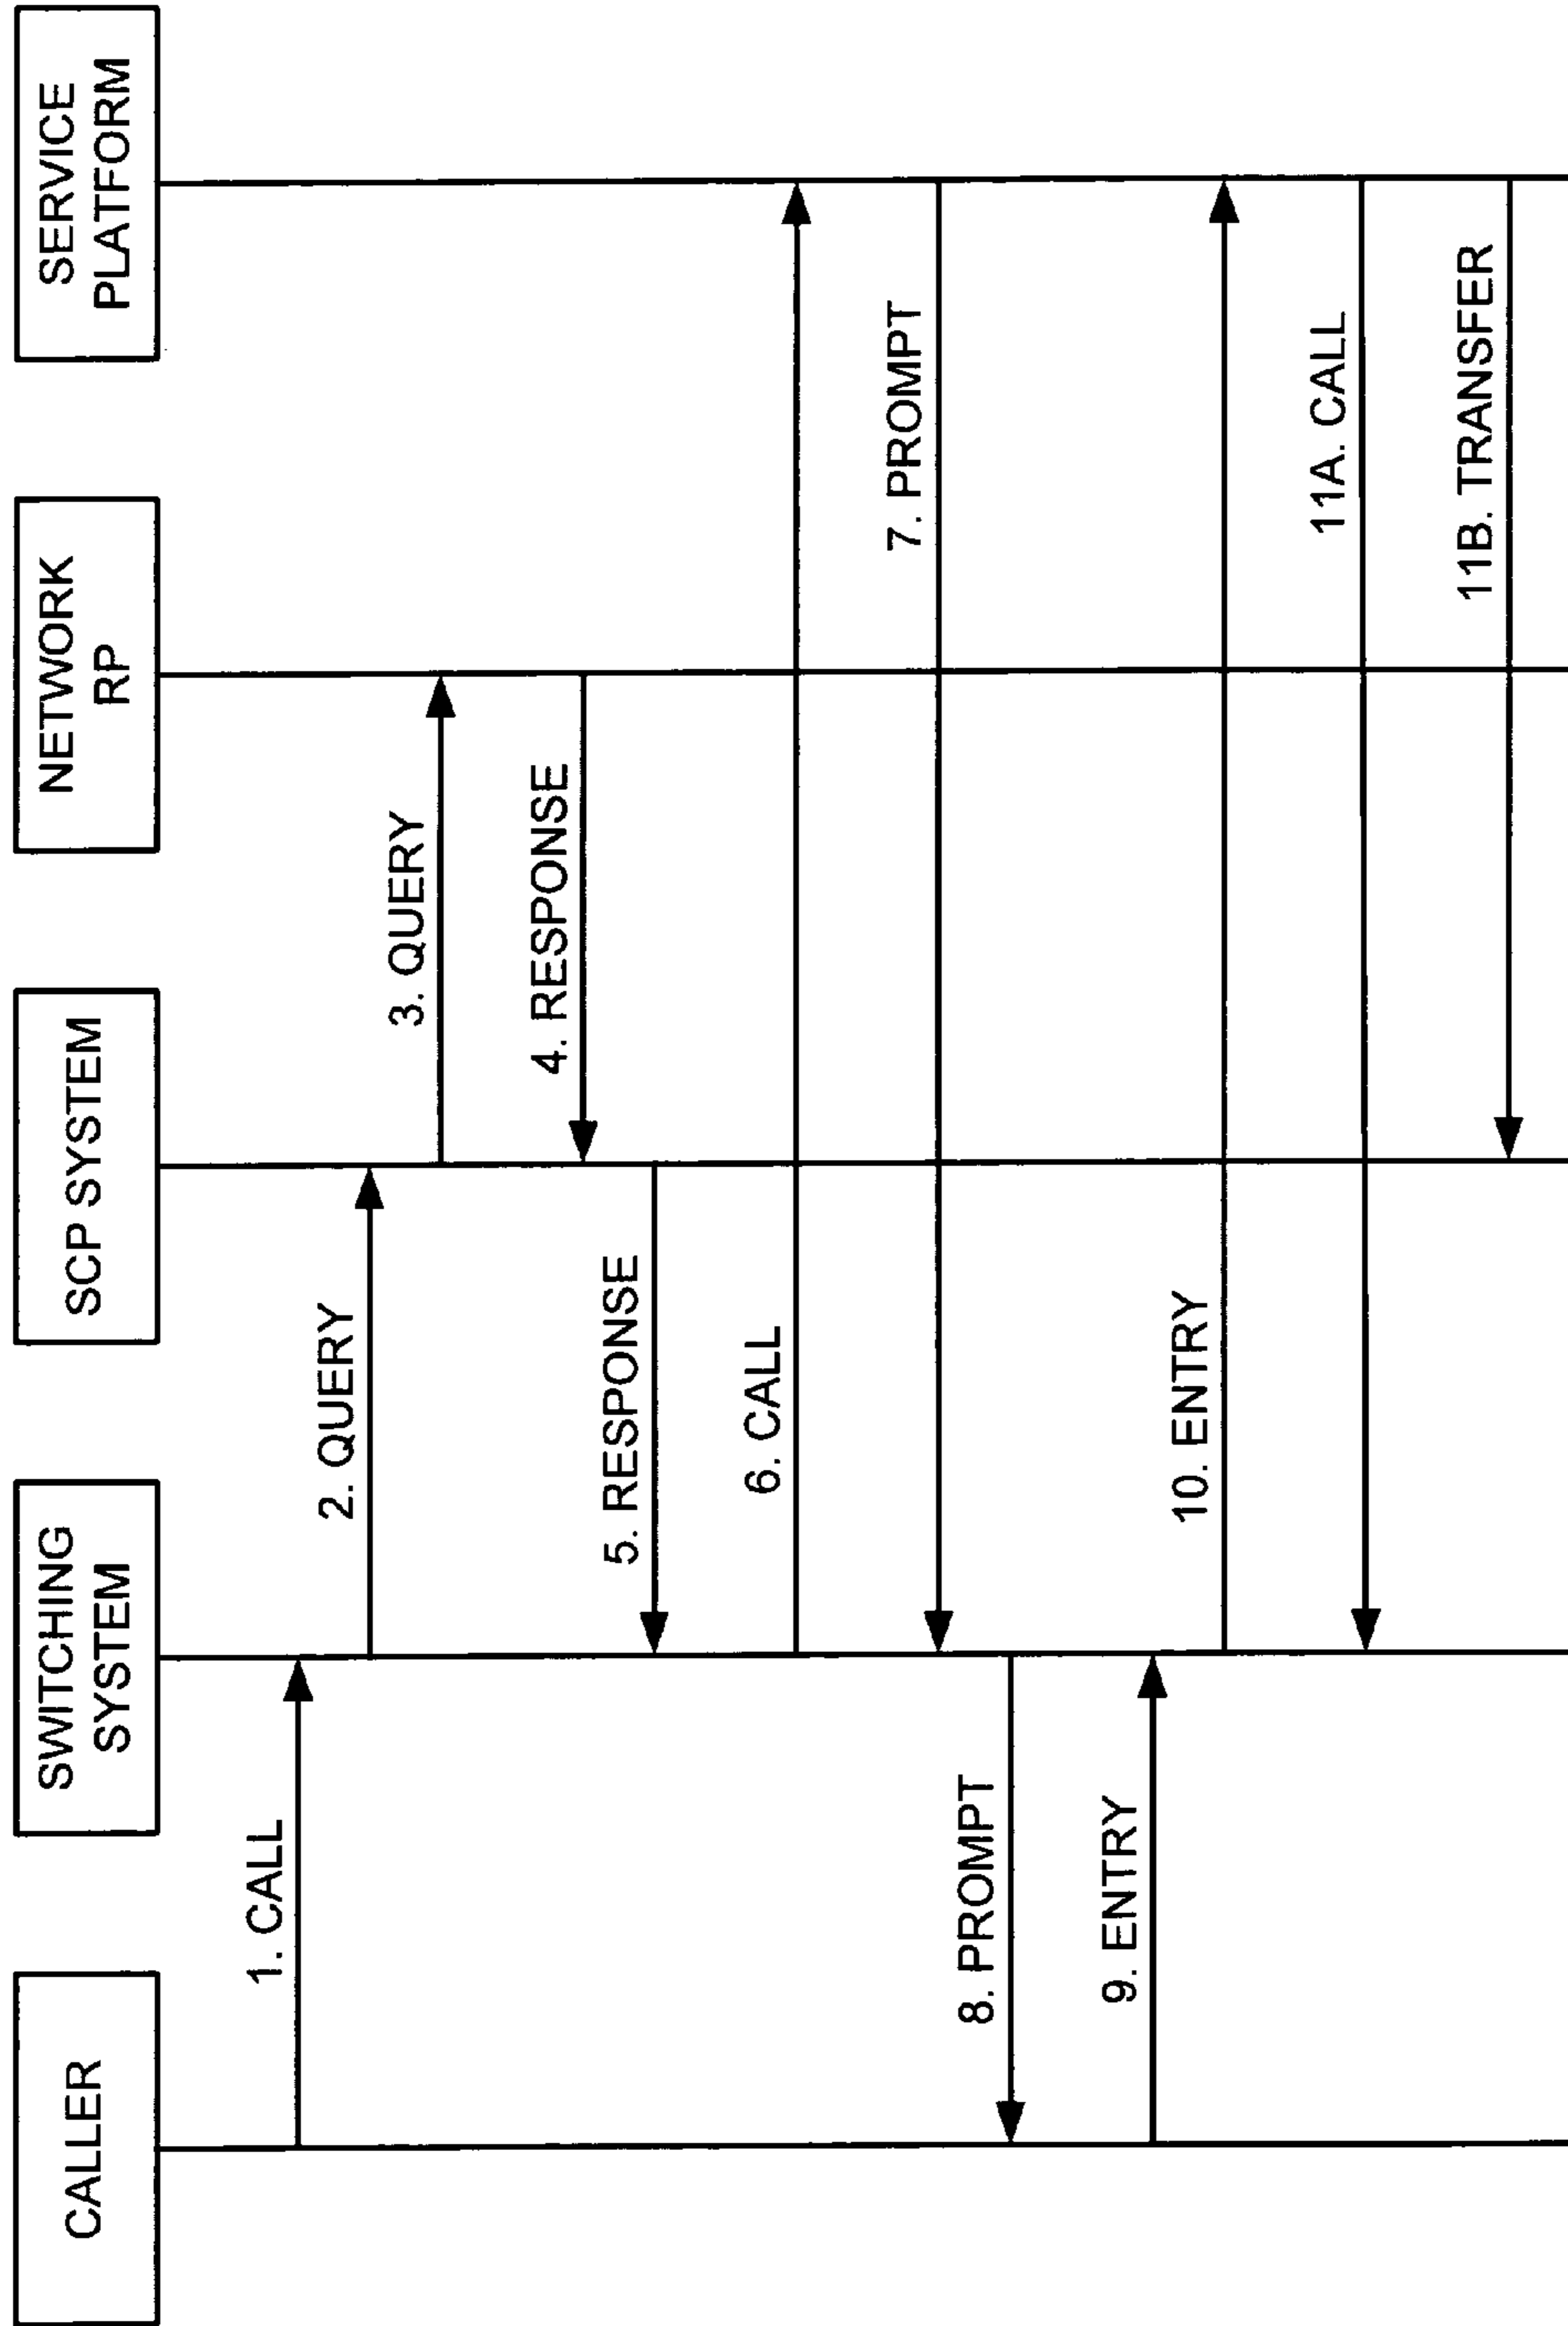 CALLER
SWITCHING
SYSTEM
SCP SYSTEM
NETWORK
RP
SERVICE
PLATFORM
1. CALL
2. QUERY
3. QUERY
4. RESPONSE
5. RESPONSE
6. CALL
7. PROMPT
8. PROMPT
9. ENTRY
10. ENTRY
11A. CALL
11B. TRANSFER